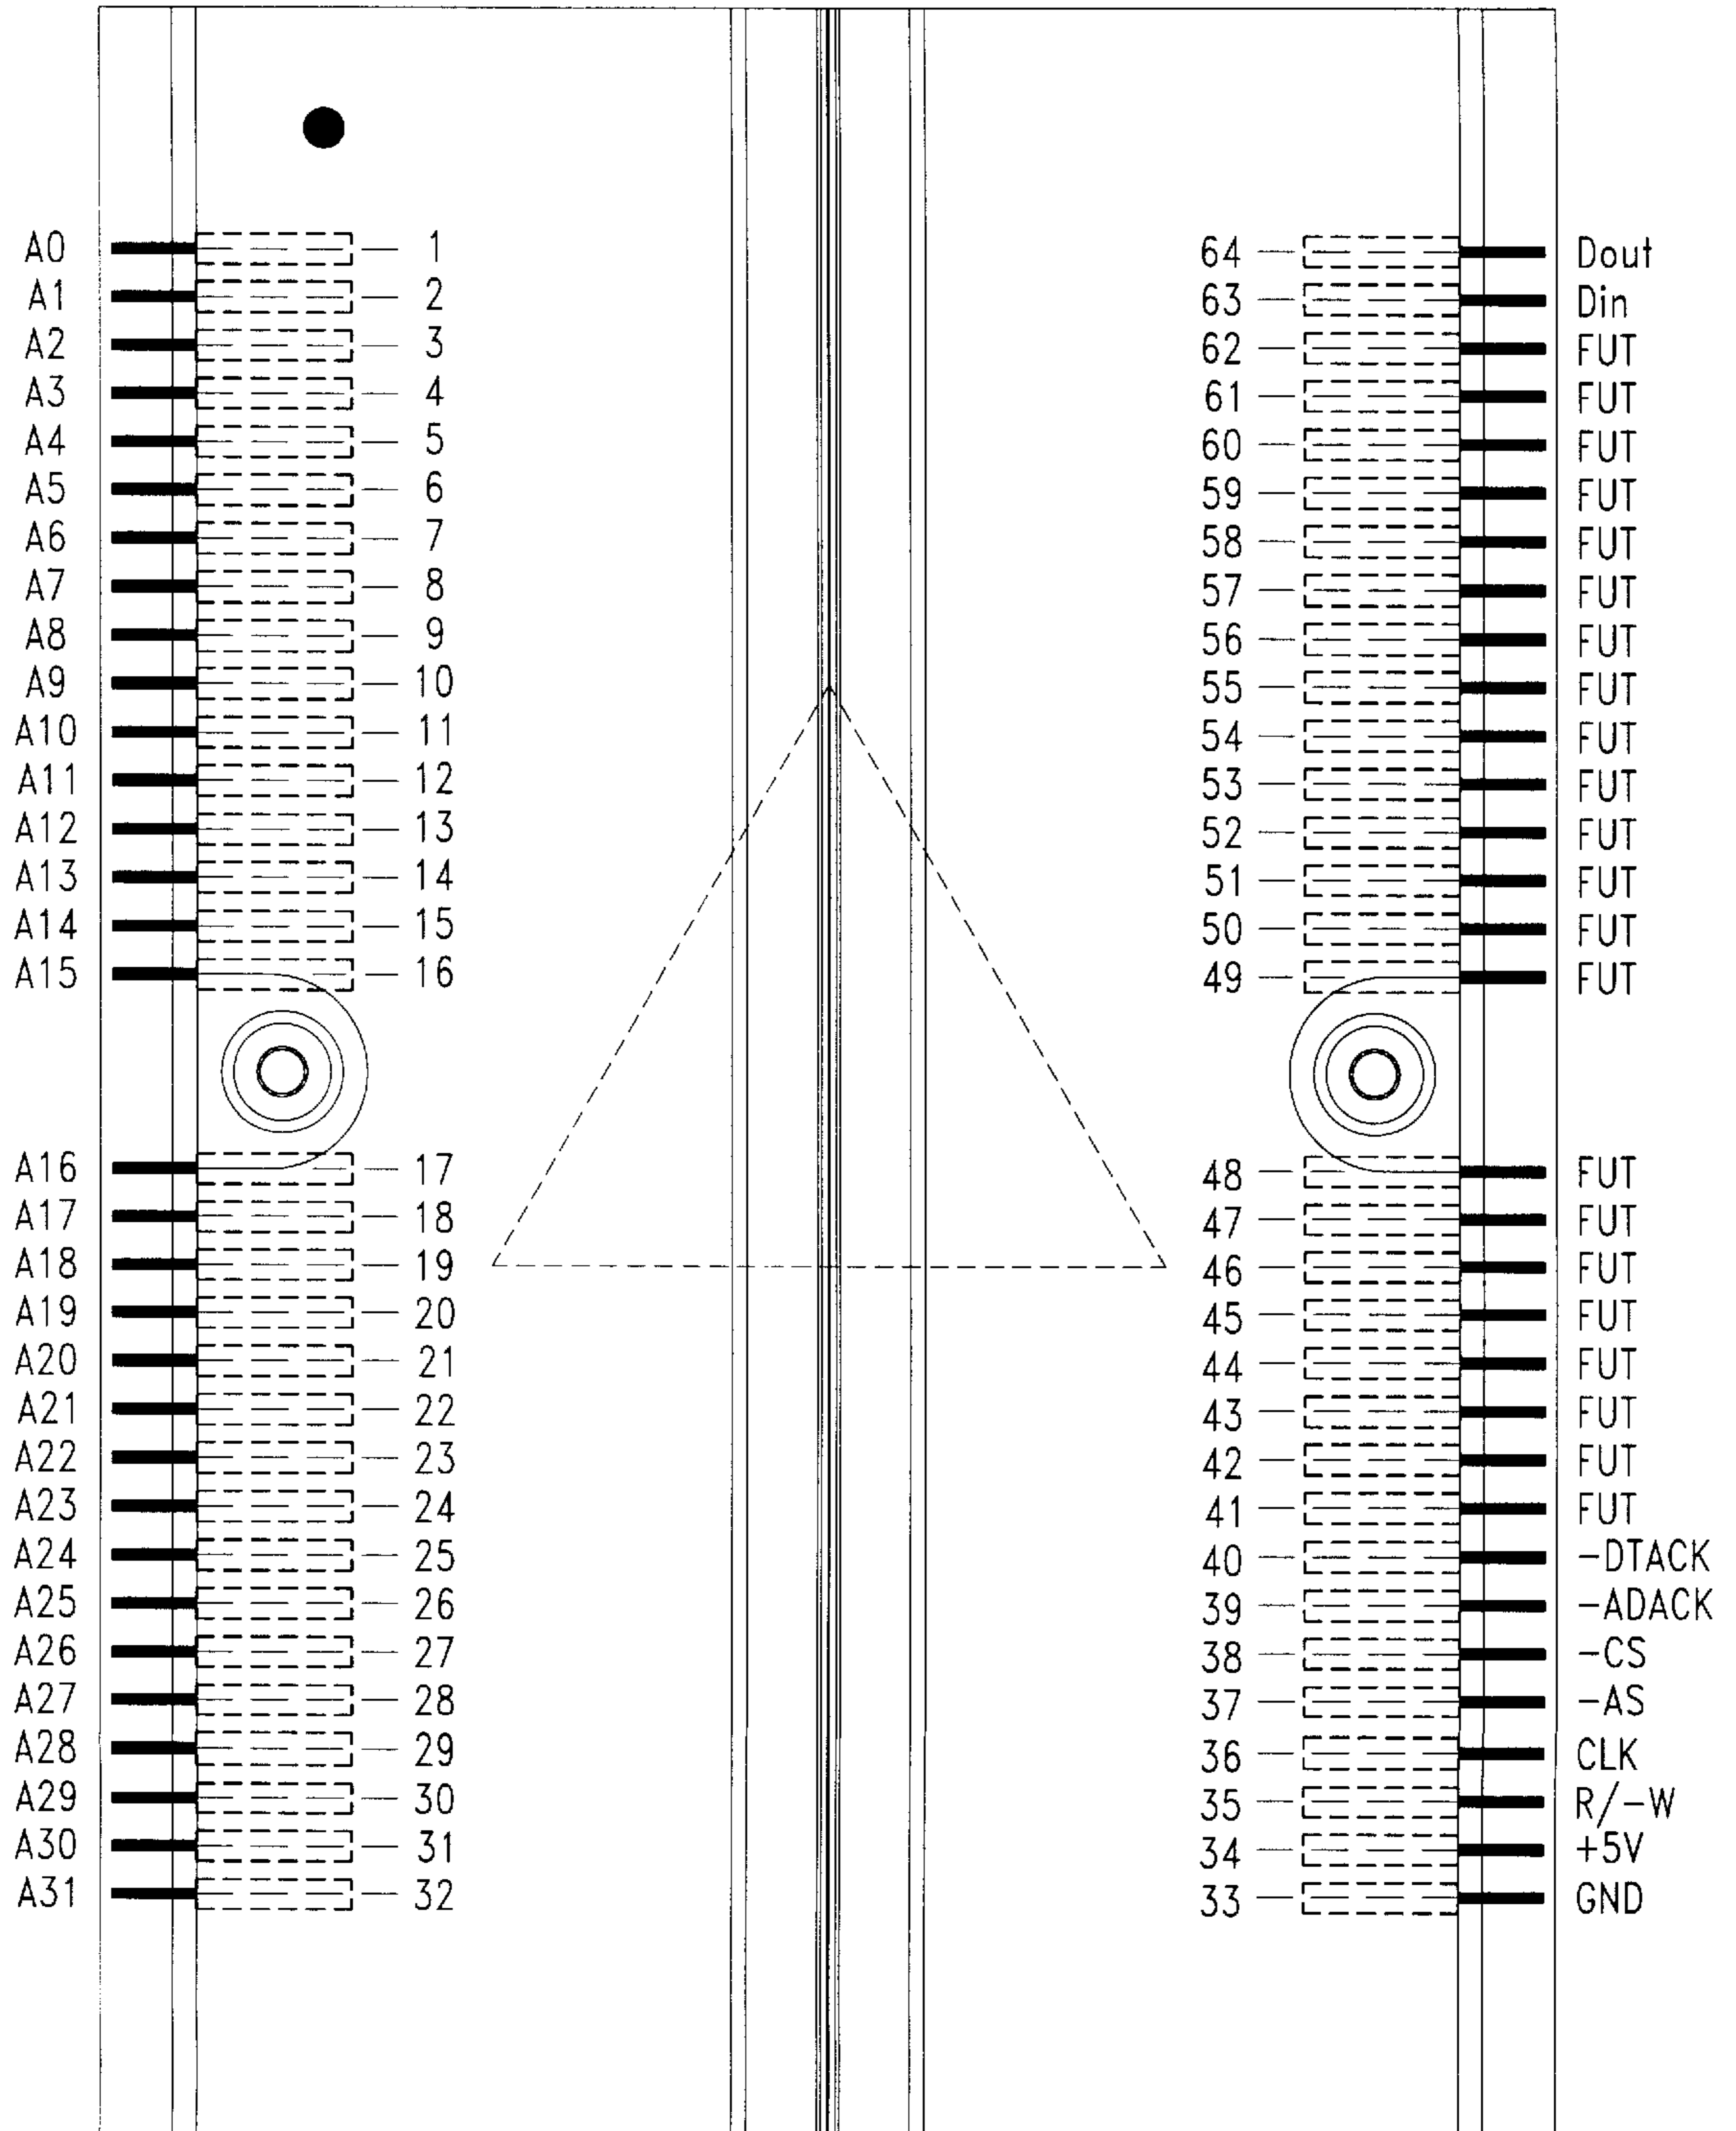 A0 1 64 Dout
A1 2 63 Din
A2 3 62 FUT
A3 4 61 FUT
A4 5 60 FUT
A5 6 59 FUT
A6 7 58 FUT
A7 8 57 FUT
A8 9 56 FUT
A9 10 55 FUT
A10 11 54 FUT
A11 12 53 FUT
A12 13 52 FUT
A13 14 51 FUT
A14 15 50 FUT
A15 16 49 FUT
A16 17 48 FUT
A17 18 47 FUT
A18 19 46 FUT
A19 20 45 FUT
A20 21 44 FUT
A21 22 43 FUT
A22 23 42 FUT
A23 24 41 FUT
A24 25 40 -DTACK
A25 26 39 -ADACK
A26 27 38 -CS
A27 28 37 -AS
A28 29 36 CLK
A29 30 35 R/-W
A30 31 34 +5V
A31 32 33 GND